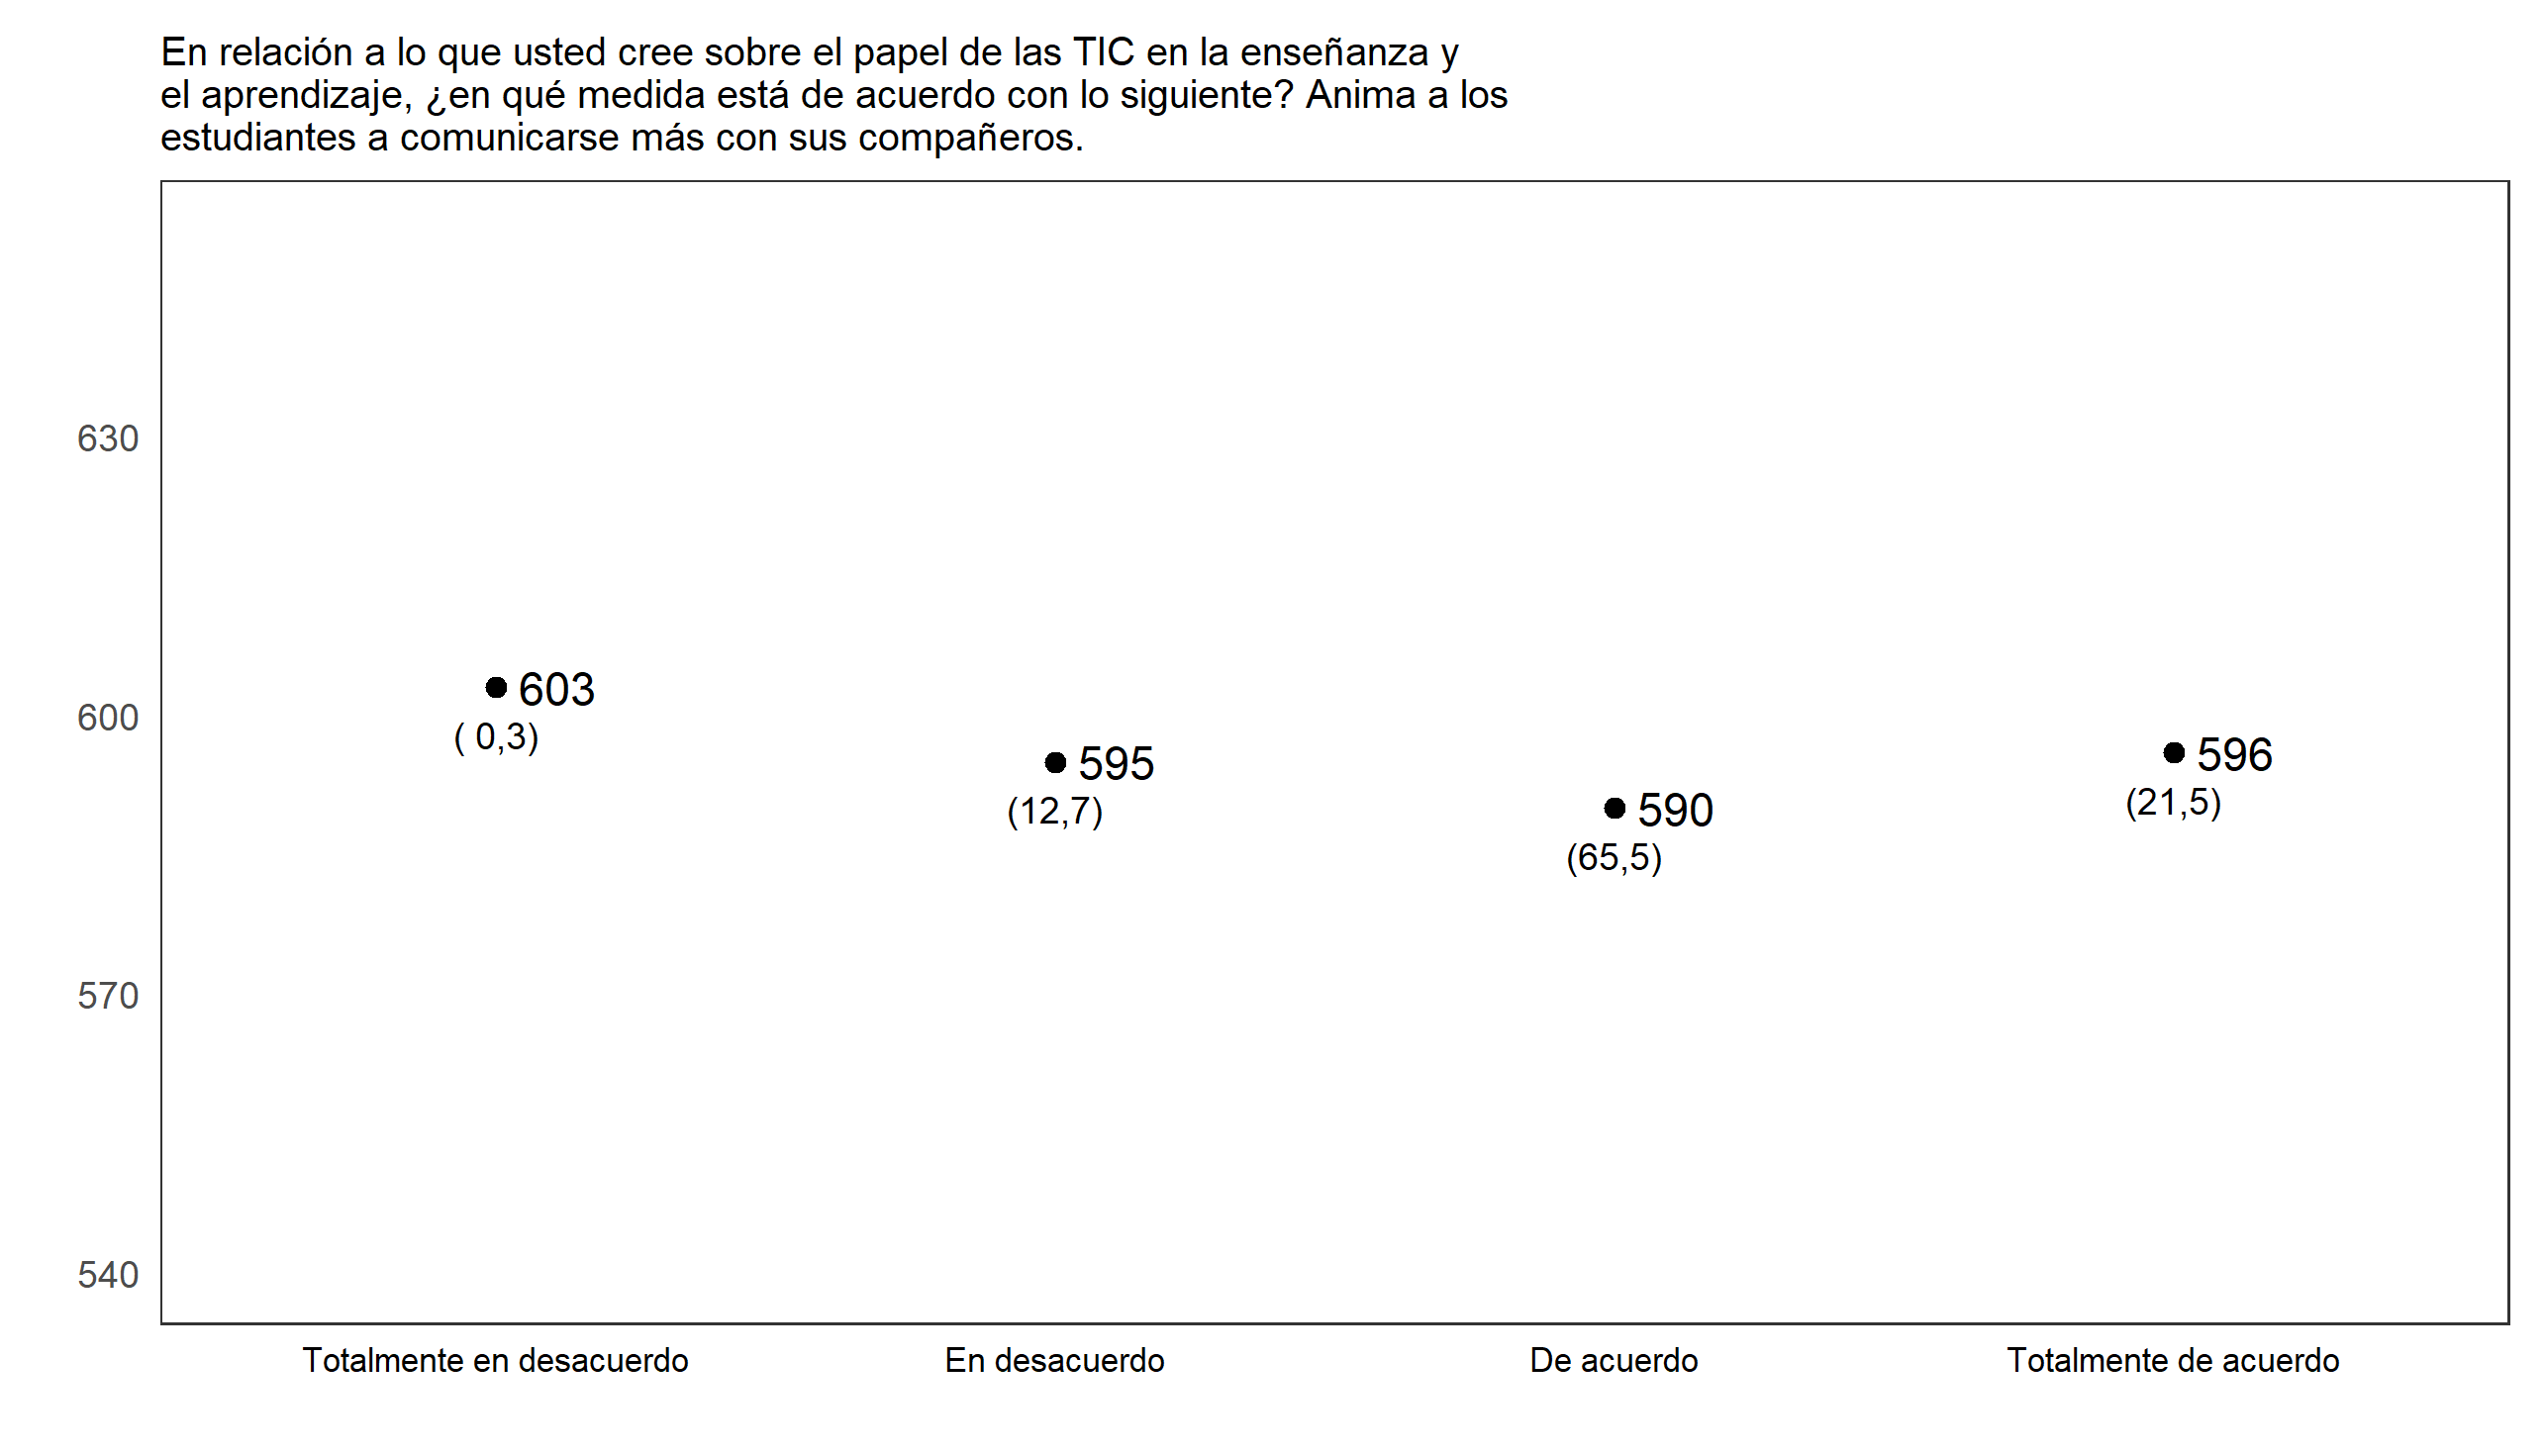 En relación a lo que usted cree sobre el papel de las TIC en la enseñanza y
el aprendizaje, ¿en qué medida está de acuerdo con lo siguiente? Anima a los
estudiantes a comunicarse más con sus compañeros.
630
600
570
540
603
( 0,3)
595
(12,7)
590
(65,5)
596
(21,5)
Totalmente en desacuerdo
En desacuerdo
De acuerdo
Totalmente de acuerdo